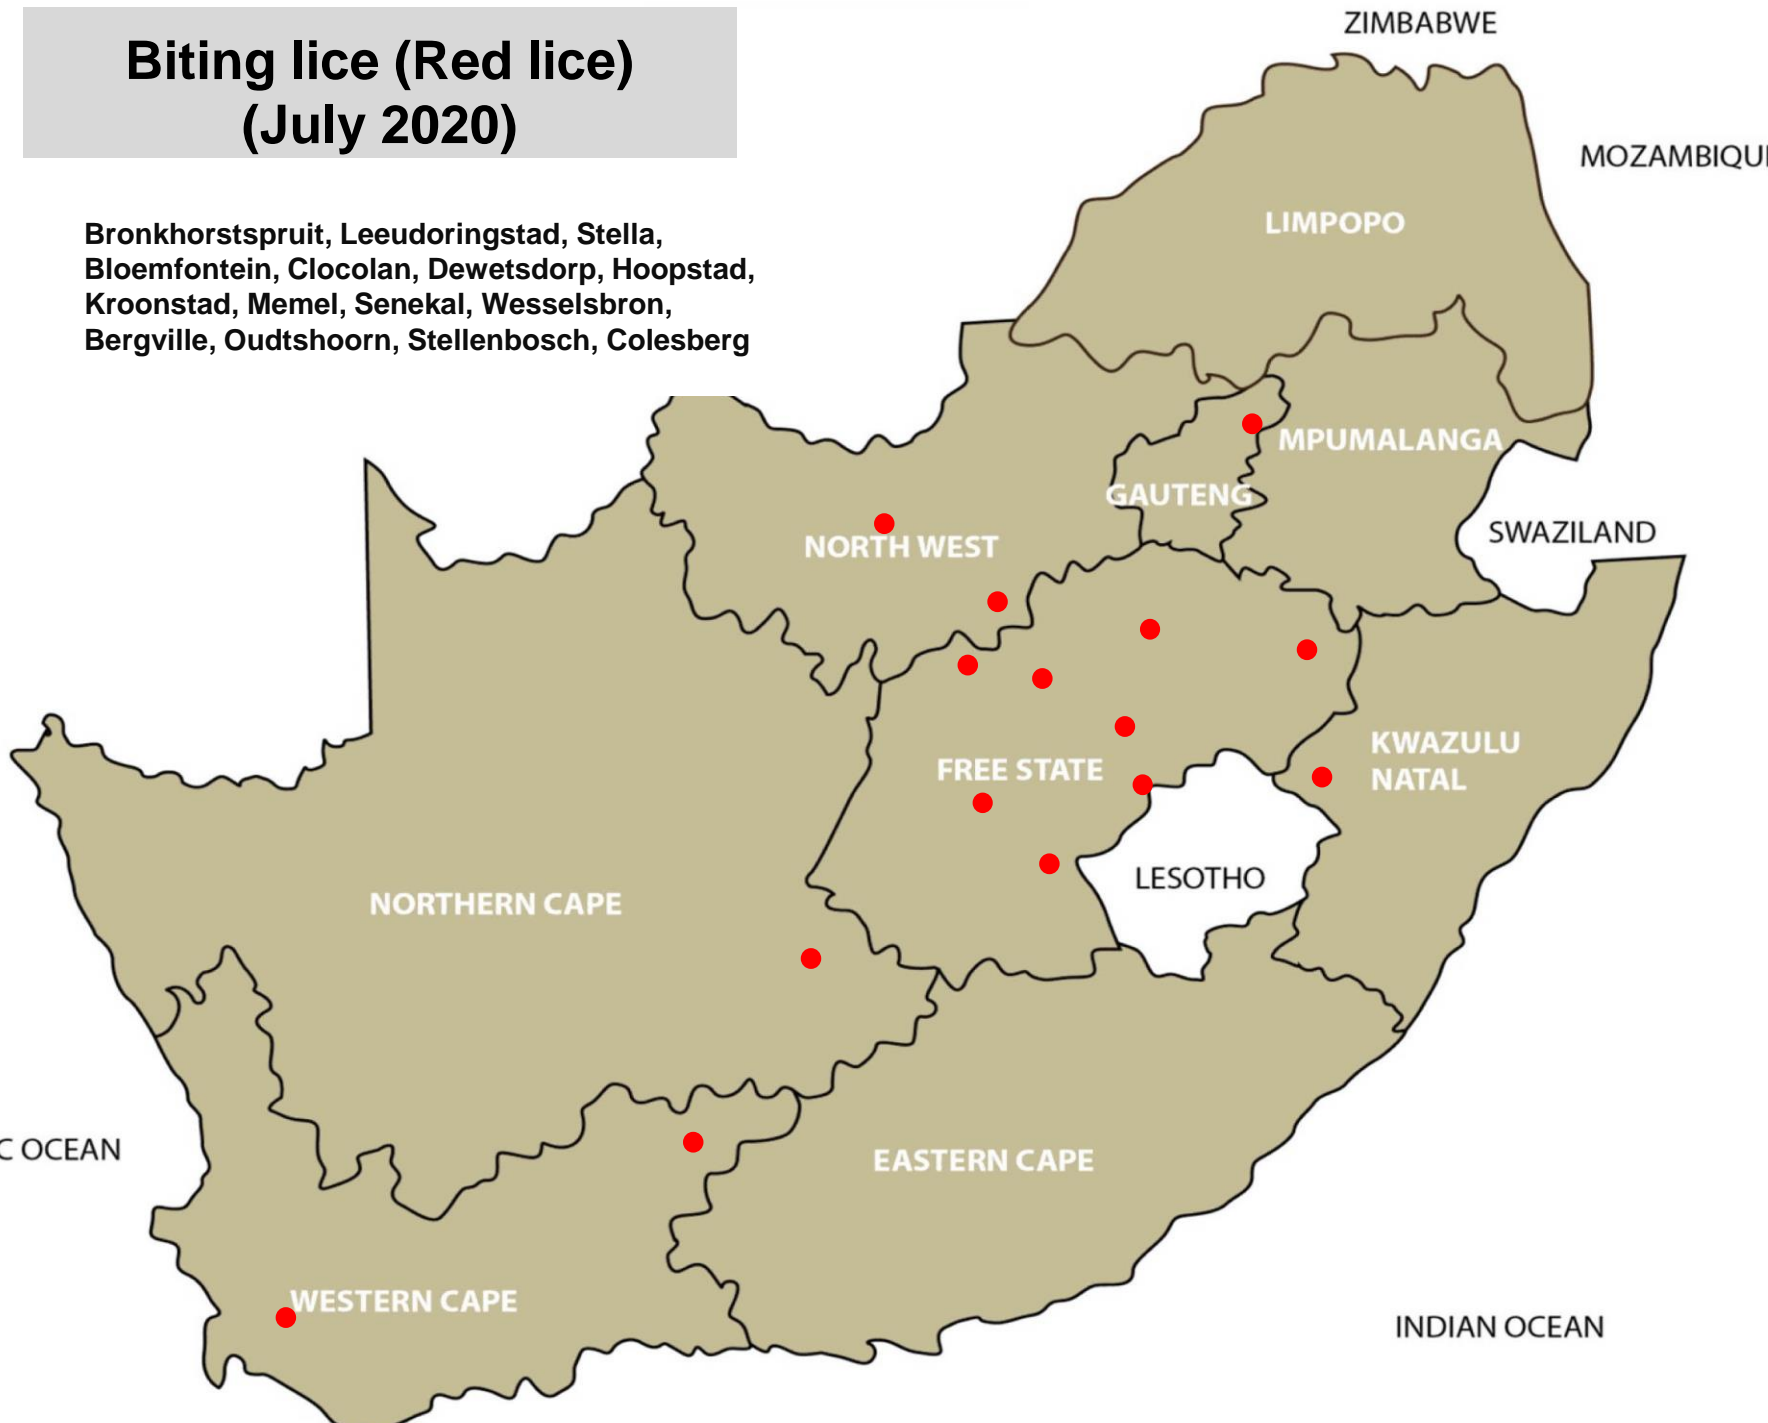 Biting lice (Red lice)
(July 2020)
Bronkhorstspruit, Leeudoringstad, Stella,
Bloemfontein, Clocolan, Dewetsdorp, Hoopstad,
Kroonstad, Memel, Senekal, Wesselsbron,
Bergville, Oudtshoorn, Stellenbosch, Colesberg
ZIMBABWE
MOZAMBIQU
LIMPOPO
MPUMALANGA
GAUTENG
SWAZILAND
NORTH WEST
KWAZULU
NATAL
FREE STATE
LESOTHO
NORTHERN CAPE
C OCEAN
EASTERN CAPE
WESTERN CAPE
INDIAN OCEAN